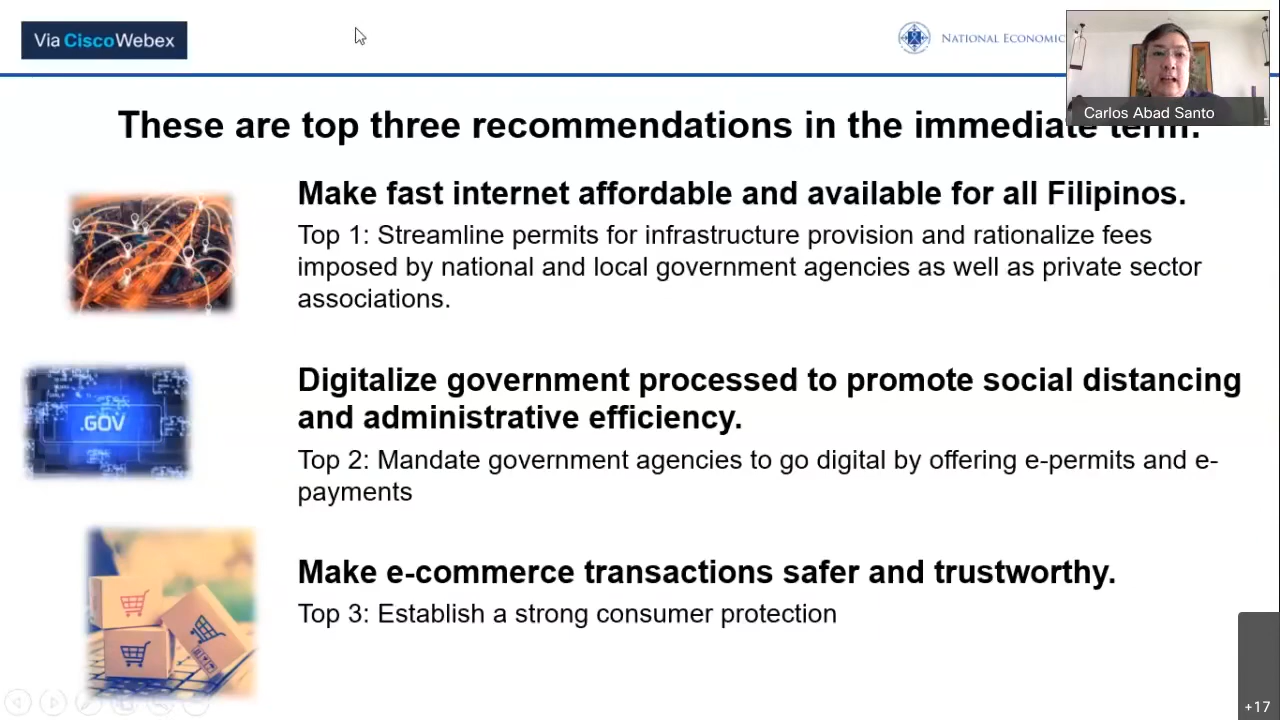 Via CiscoWebex
NATIONAL ECONOMIC
Carlos Abad Santo
These are top three recommendations in the immediate term.
Make fast internet affordable and available for all Filipinos.
Top 1: Streamline permits for infrastructure provision and rationalize fees
imposed by national and local government agencies as well as private sector
associations.
.GOV
Digitalize government processed to promote social distancing
and administrative efficiency.
Top 2: Mandate government agencies to go digital by offering e-permits and e-
payments
Make e-commerce transactions safer and trustworthy.
Top 3: Establish a strong consumer protection
+17